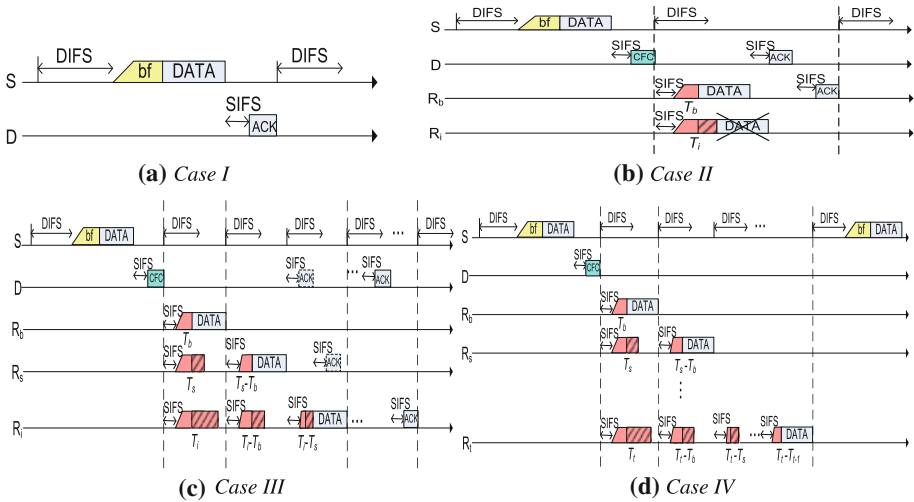 DIFS
DIFS
bf DATA
S
SIFS
ACK
D
(a) Case I
DIFS
DIFS
DIFS
bf DATA
S
SIFS
CFC
SIFS
ACK
D
SIFS
DATA
SIFS
ACK
Rb
Tb
SIFS
DATA
Ri
Ti
(b) Case II
DIFS
DIFS
DIFS
DIFS
...
DIFS
bf DATA
S
SIFS
CFC
SIFS
ACK
...
SIFS
ACK
D
SIFS
DATA
Rb
Tb
SIFS
SIFS
DATA
SIFS
ACK
Rs
Ts
Ts-Tb
SIFS
SIFS
SIFS
DATA
...
SIFS
ACK
Ri
Ti
Ti-Tb
Ti-Ts
(c) Case III
DIFS
DIFS
DIFS
DIFS
...
DIFS
bf DATA
bf DATA
S
SIFS
CFC
D
SIFS
DATA
Rb
Tb
SIFS
SIFS
DATA
Rs
Ts
Ts-Tb
SIFS
SIFS
SIFS
...
SIFS
DATA
Rt
Tt
Tt-Tb
Tt-Ts
Tt-Tt-1
(d) Case IV